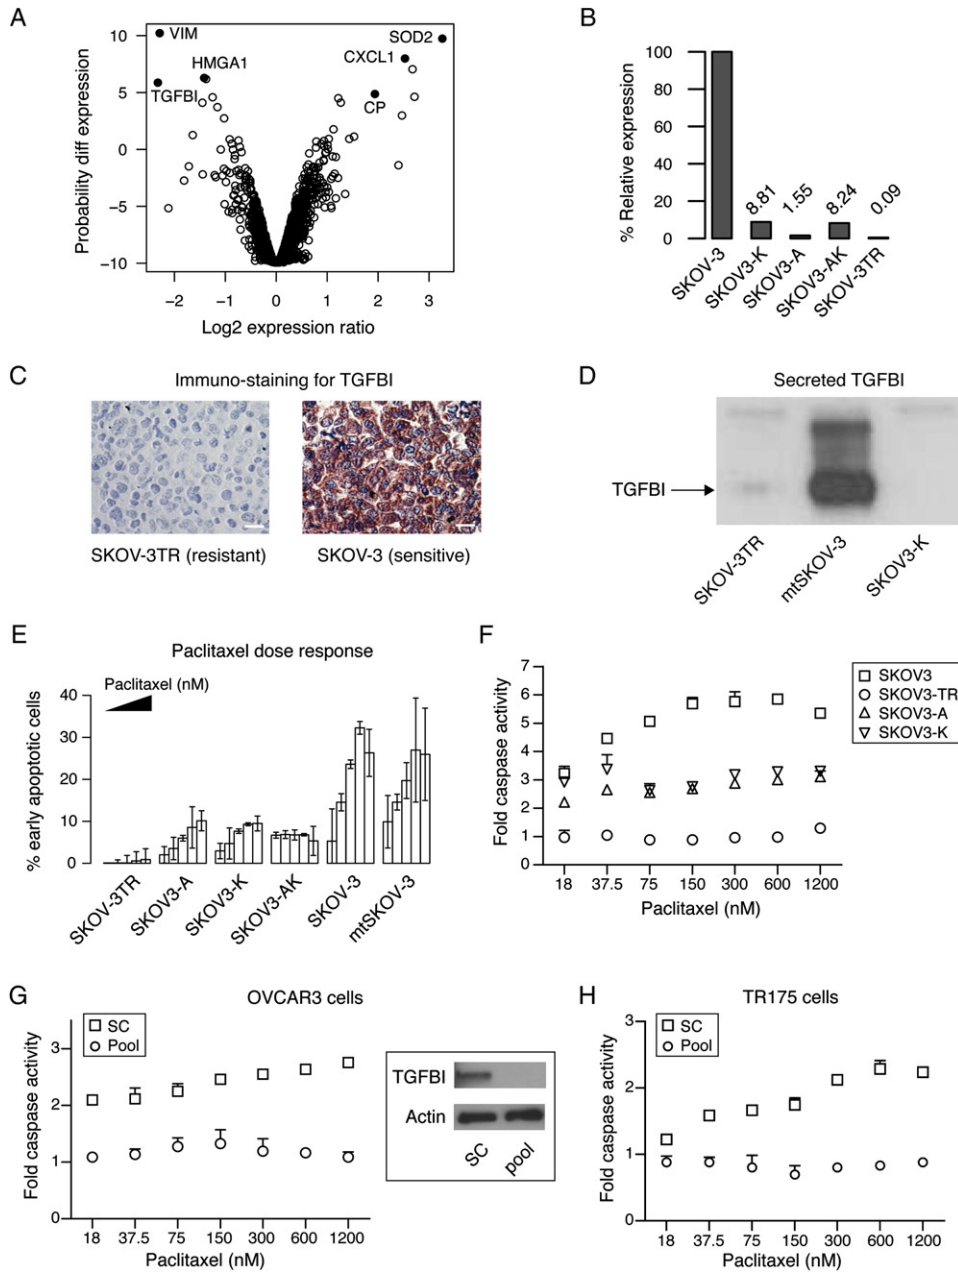 A
Probability diff expression
10
5
0
−5
−10
VIM
HMGA1
TGFBI
SOD2
CXCL1
CP
−2
−1
0
1
2
3
Log2 expression ratio
B
% Relative expression
100
80
60
40
20
0
8.81
1.55
8.24
0.09
SKOV-3
SKOV3-K
SKOV3-A
SKOV3-AK
SKOV-3TR
C
Immuno-staining for TGFBI
SKOV-3TR (resistant)
SKOV-3 (sensitive)
D
Secreted TGFBI
TGFBI
SKOV-3TR
mtSKOV-3
SKOV3-K
E
Paclitaxel dose response
Paclitaxel (nM)
% early apoptotic cells
40
30
20
10
0
SKOV-3TR
SKOV3-A
SKOV3-K
SKOV3-AK
SKOV-3
mtSKOV-3
F
Fold caspase activity
7
6
5
4
3
2
1
0
18
37.5
75
150
300
600
1200
Paclitaxel (nM)
SKOV3
SKOV3-TR
SKOV3-A
SKOV3-K
G
OVCAR3 cells
SC
Pool
Fold caspase activity
3
2
1
0
18
37.5
75
150
300
600
1200
Paclitaxel (nM)
TGFBI
Actin
SC
pool
H
TR175 cells
SC
Pool
Fold caspase activity
3
2
1
0
18
37.5
75
150
300
600
1200
Paclitaxel (nM)